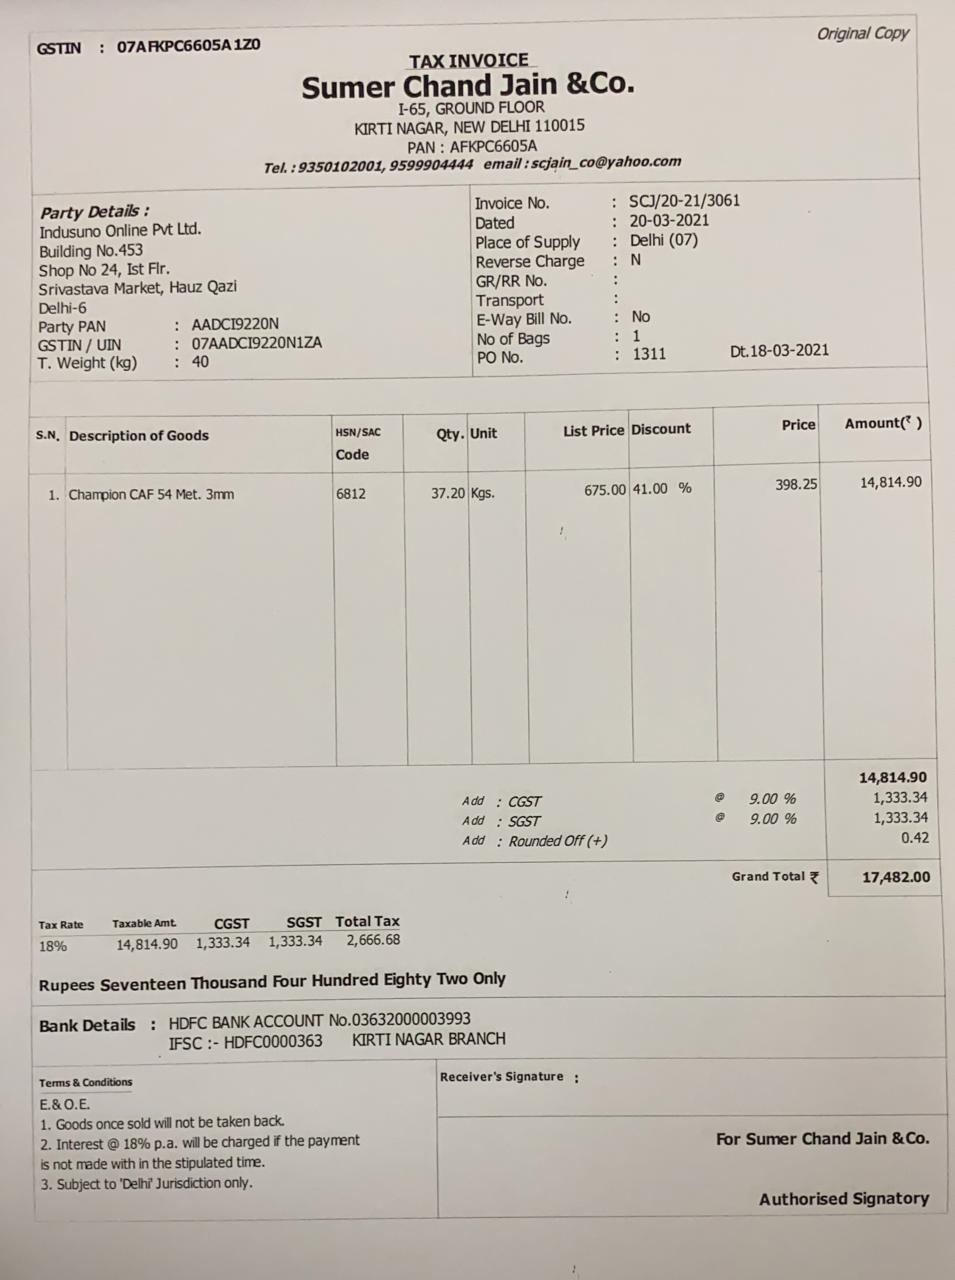 GSTIN : 07AFKPC6605A1Z0
Original Copy
TAX INVOICE
Sumer Chand Jain &Co.
I-65, GROUND FLOOR
KIRTI NAGAR, NEW DELHI 110015
PAN : AFKPC6605A
Tel. : 9350102001, 9599904444 email : scjain_co@yahoo.com
Party Details :
Indusuno Online Pvt Ltd.
Building No.453
Shop No 24, Ist Flr.
Srivastava Market, Hauz Qazi
Delhi-6
Party PAN : AADCI9220N
GSTIN / UIN : 07AADCI9220N1ZA
T. Weight (kg) : 40
Invoice No. : SCJ/20-21/3061
Dated : 20-03-2021
Place of Supply : Delhi (07)
Reverse Charge : N
GR/RR No. :
Transport :
E-Way Bill No. : No
No of Bags : 1
PO No. : 1311 Dt.18-03-2021
S.N. Description of Goods HSN/SAC Code Qty. Unit List Price Discount Price Amount(₹ )
1. Champion CAF 54 Met. 3mm 6812 37.20 Kgs. 675.00 41.00 % 398.25 14,814.90
14,814.90
Add : CGST @ 9.00 % 1,333.34
Add : SGST @ 9.00 % 1,333.34
Add : Rounded Off (+) 0.42
Grand Total ₹ 17,482.00
Tax Rate Taxable Amt. CGST SGST Total Tax
18% 14,814.90 1,333.34 1,333.34 2,666.68
Rupees Seventeen Thousand Four Hundred Eighty Two Only
Bank Details : HDFC BANK ACCOUNT No.03632000003993
IFSC :- HDFC0000363 KIRTI NAGAR BRANCH
Terms & Conditions
E.& O.E.
1. Goods once sold will not be taken back.
2. Interest @ 18% p.a. will be charged if the payment
is not made with in the stipulated time.
3. Subject to 'Delhi' Jurisdiction only.
Receiver's Signature :
For Sumer Chand Jain &Co.
Authorised Signatory